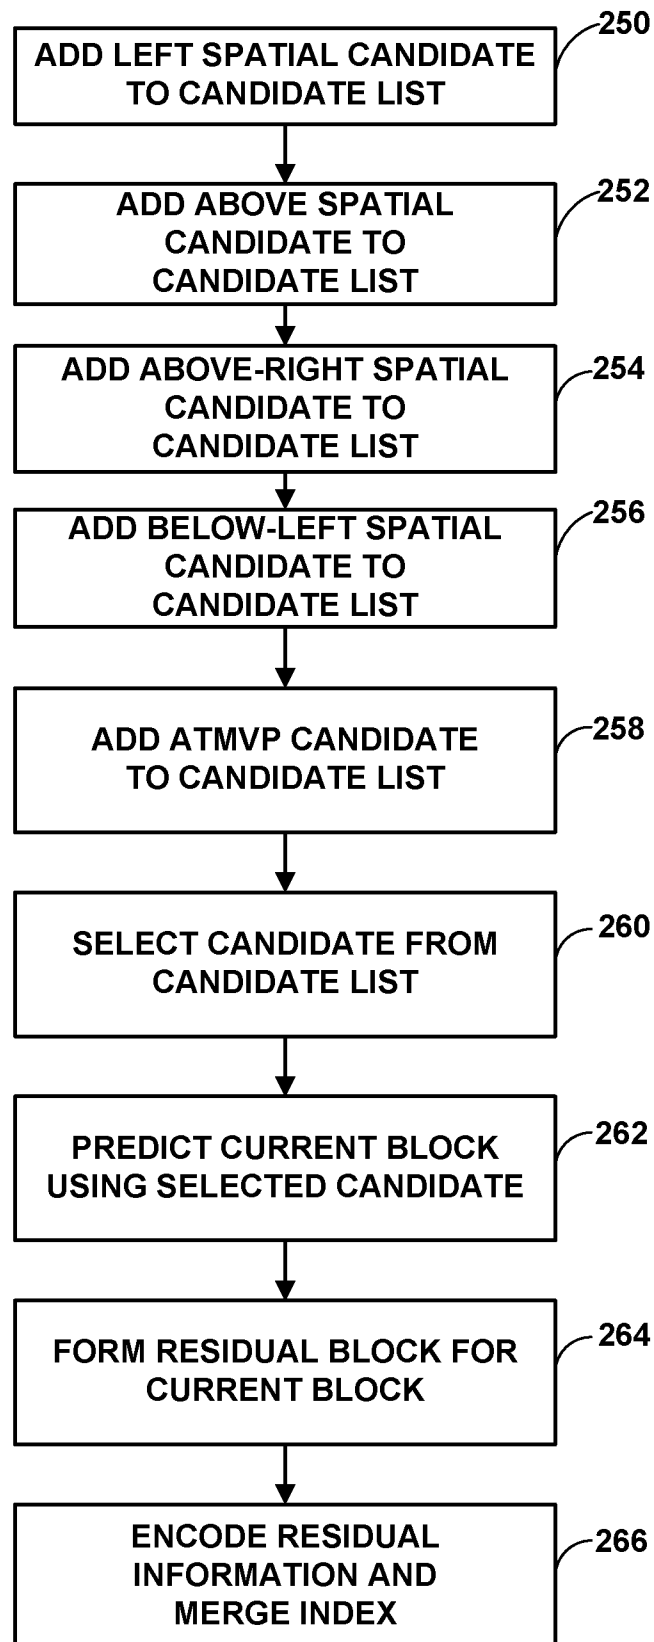 250
ADD LEFT SPATIAL CANDIDATE
TO CANDIDATE LIST
252
ADD ABOVE SPATIAL
CANDIDATE TO
CANDIDATE LIST
254
ADD ABOVE-RIGHT SPATIAL
CANDIDATE TO
CANDIDATE LIST
256
ADD BELOW-LEFT SPATIAL
CANDIDATE TO
CANDIDATE LIST
258
ADD ATMVP CANDIDATE
TO CANDIDATE LIST
260
SELECT CANDIDATE FROM
CANDIDATE LIST
262
PREDICT CURRENT BLOCK
USING SELECTED CANDIDATE
264
FORM RESIDUAL BLOCK FOR
CURRENT BLOCK
266
ENCODE RESIDUAL
INFORMATION AND
MERGE INDEX